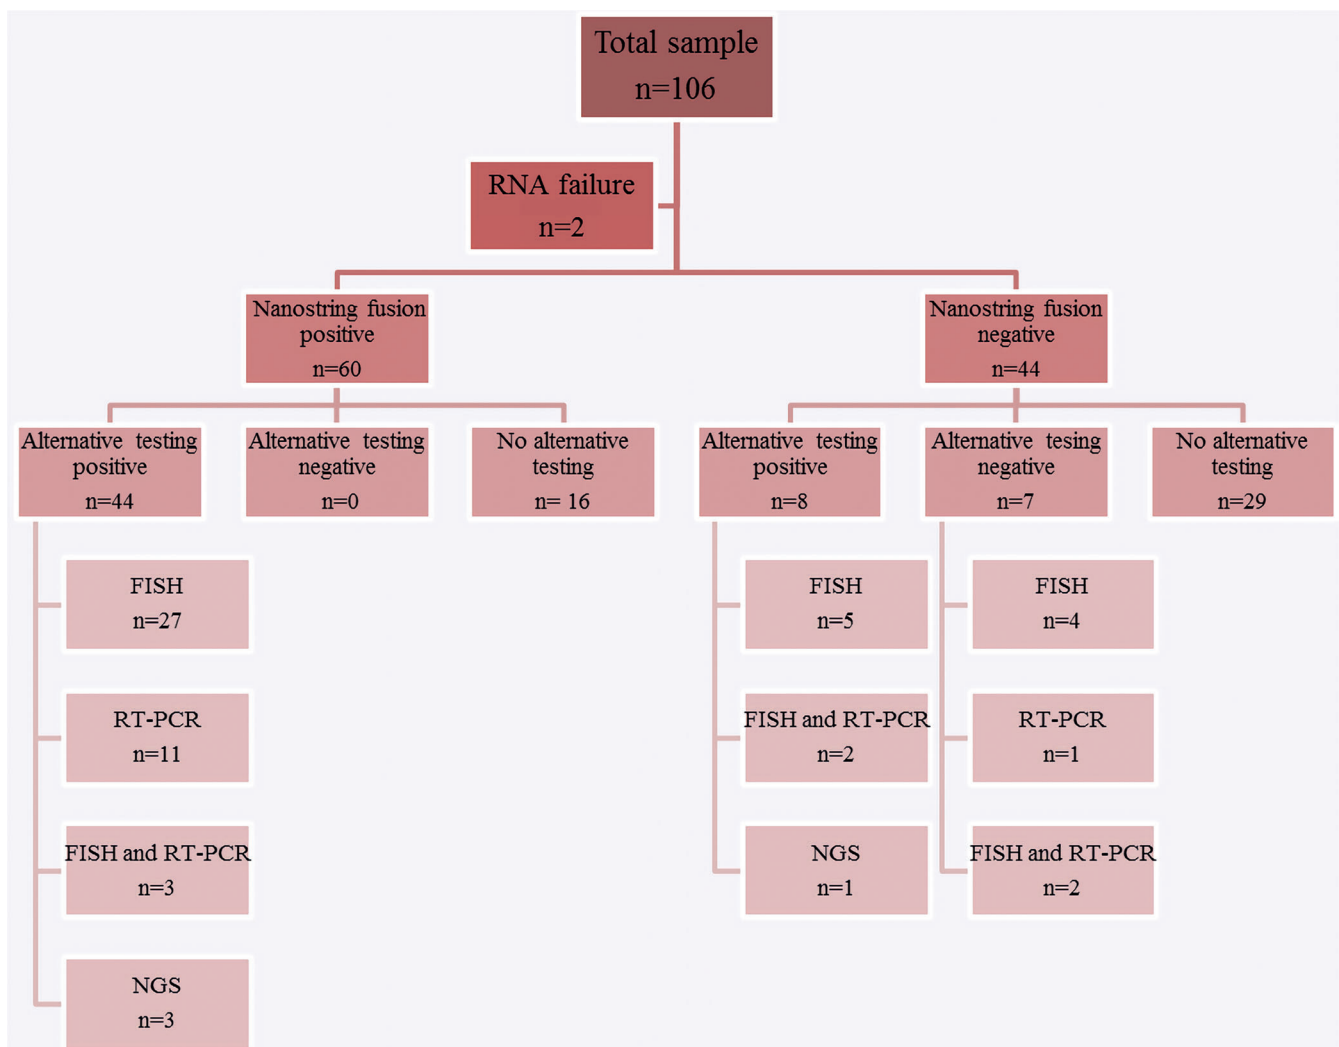 Total sample
n=106
RNA failure
n=2
Nanostring fusion
positive
n=60
Nanostring fusion
negative
n=44
Alternative testing
positive
n=44
Alternative testing
negative
n=0
No alternative
testing
n= 16
Alternative testing
positive
n=8
Alternative tesing
negative
n=7
No alternative
testing
n=29
FISH
n=27
RT-PCR
n=11
FISH and RT-PCR
n=3
NGS
n=3
FISH
n=5
FISH and RT-PCR
n=2
NGS
n=1
FISH
n=4
RT-PCR
n=1
FISH and RT-PCR
n=2